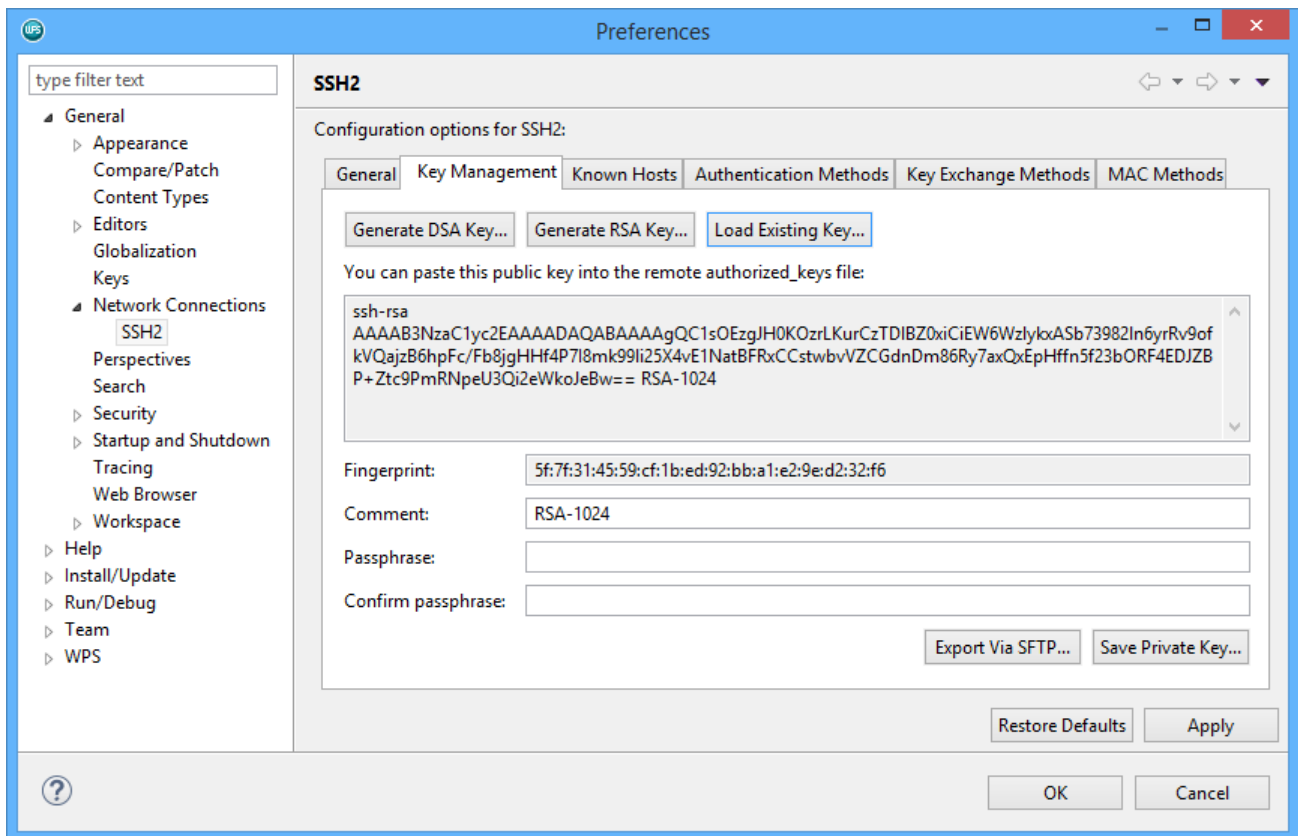 WPS
Preferences
type filter text
General
Appearance
Compare/Patch
Content Types
Editors
Globalization
Keys
Network Connections
SSH2
Perspectives
Search
Security
Startup and Shutdown
Tracing
Web Browser
Workspace
Help
Install/Update
Run/Debug
Team
WPS
SSH2
Configuration options for SSH2:
General Key Management Known Hosts Authentication Methods Key Exchange Methods MAC Methods
Generate DSA Key... Generate RSA Key... Load Existing Key...
You can paste this public key into the remote authorized_keys file:
ssh-rsa
AAAAB3NzaC1yc2EAAAADAQABAAAAgQC1sOEzgJH0KOzrLKurCzTDIBZ0xiCiEW6WzlykxASb73982In6yrRv9of
kVQajzB6hpFc/Fb8jgHHf4P7I8mk99Ii25X4vE1NatBFRxCCstwbvVZCGdnDm86Ry7axQxEpHffn5f23bORF4EDJZB
P+Ztc9PmRNpeU3Qi2eWkoJeBw== RSA-1024
Fingerprint: 5f:7f:31:45:59:cf:1b:ed:92:bb:a1:e2:9e:d2:32:f6
Comment: RSA-1024
Passphrase:
Confirm passphrase:
Export Via SFTP... Save Private Key...
Restore Defaults Apply
OK Cancel